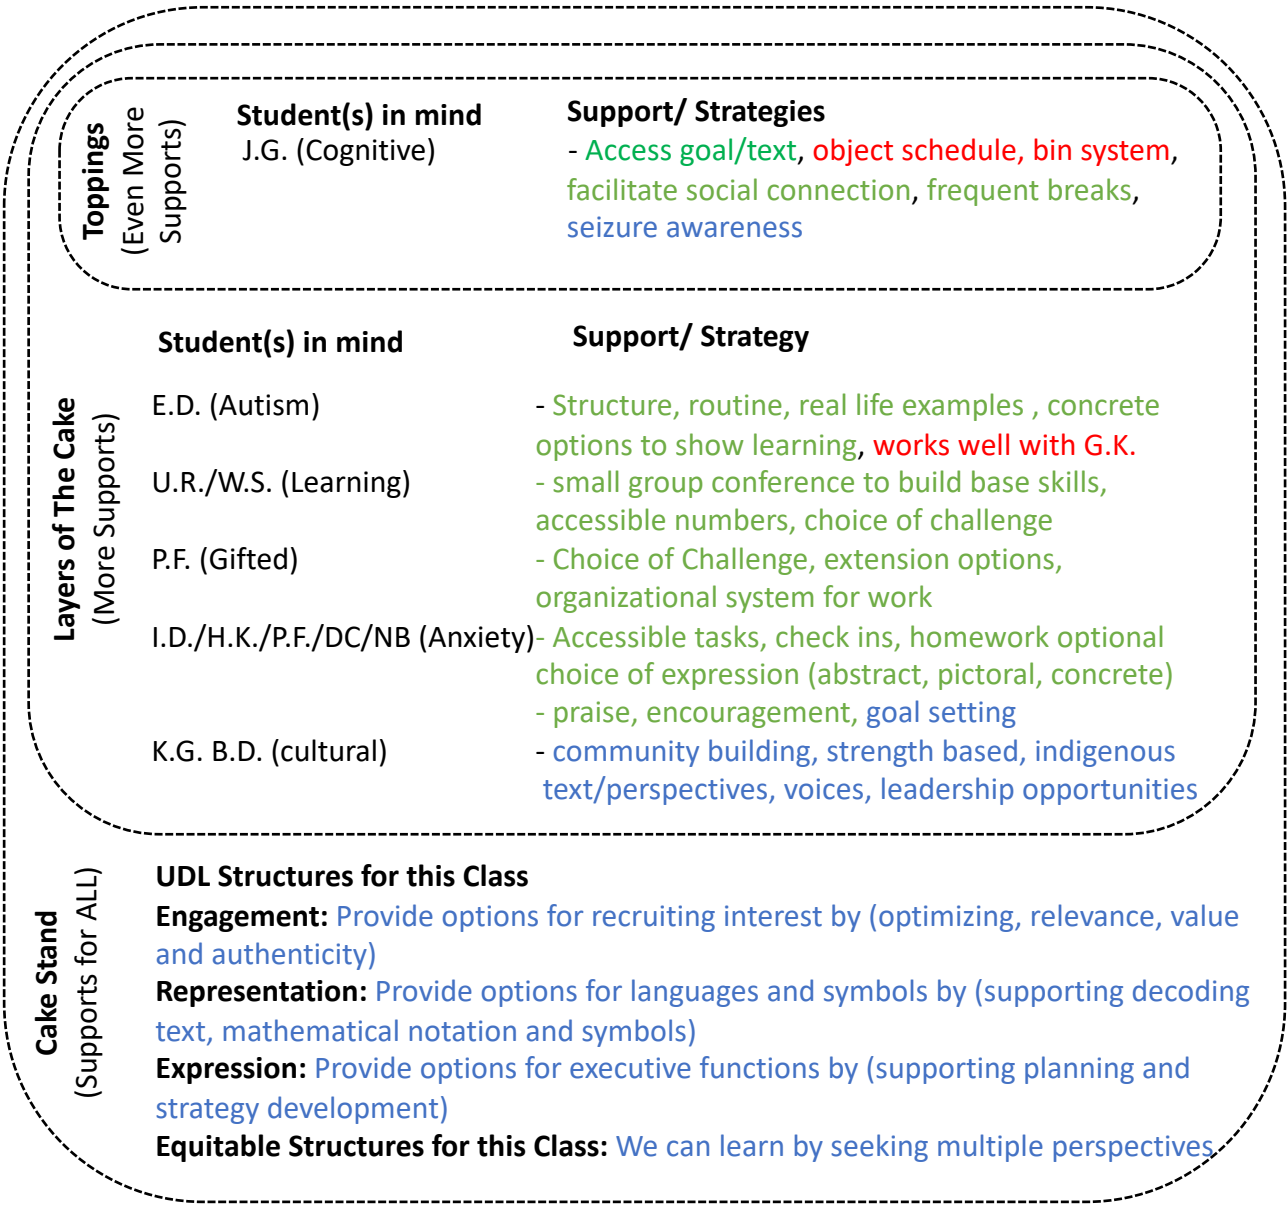 Toppings
(Even More
Supports)
Student(s) in mind
Support/ Strategies
J.G. (Cognitive)
- Access goal/text, object schedule, bin system,
facilitate social connection, frequent breaks,
seizure awareness
Layers of The Cake
(More Supports)
Student(s) in mind
Support/ Strategy
E.D. (Autism)
- Structure, routine, real life examples , concrete
options to show learning, works well with G.K.
U.R./W.S. (Learning)
- small group conference to build base skills,
accessible numbers, choice of challenge
P.F. (Gifted)
- Choice of Challenge, extension options,
organizational system for work
I.D./H.K./P.F./DC/NB (Anxiety)
- Accessible tasks, check ins, homework optional
choice of expression (abstract, pictoral, concrete)
- praise, encouragement, goal setting
K.G. B.D. (cultural)
- community building, strength based, indigenous
text/perspectives, voices, leadership opportunities
Cake Stand
(Supports for ALL)
UDL Structures for this Class
Engagement: Provide options for recruiting interest by (optimizing, relevance, value
and authenticity)
Representation: Provide options for languages and symbols by (supporting decoding
text, mathematical notation and symbols)
Expression: Provide options for executive functions by (supporting planning and
strategy development)
Equitable Structures for this Class: We can learn by seeking multiple perspectives